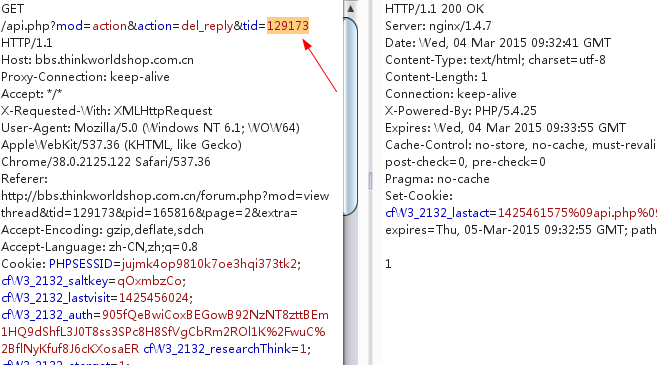 GET
/api.php?mod=action&action=del_reply&tid=129173
HTTP/1.1
Host: bbs.thinkworldshop.com.cn
Proxy-Connection: keep-alive
Accept: */*
X-Requested-With: XMLHttpRequest
User-Agent: Mozilla/5.0 (Windows NT 6.1; WOW64)
AppleWebKit/537.36 (KHTML, like Gecko)
Chrome/38.0.2125.122 Safari/537.36
Referer:
http://bbs.thinkworldshop.com.cn/forum.php?mod=view
thread&tid=129173&pid=165816&page=2&extra=
Accept-Encoding: gzip,deflate,sdch
Accept-Language: zh-CN,zh;q=0.8
Cookie: PHPSESSID=jujmk4op9810k7oe3hqi373tk2;
cfW3_2132_saltkey=qOxmbzCo;
cfW3_2132_lastvisit=1425456024;
cfW3_2132_auth=905fQeBwiCoxBEGowB92NzNT8zttBEm
1HQ9dShfL3J0T8ss3SPc8H8SfVgCbRm2ROl1K%2FwuC%
2BflNyKfuf8J6cKXosaER cfW3_2132_researchThink=1;
HTTP/1.1 200 OK
Server: nginx/1.4.7
Date: Wed, 04 Mar 2015 09:32:41 GMT
Content-Type: text/html; charset=utf-8
Content-Length: 1
Connection: keep-alive
X-Powered-By: PHP/5.4.25
Expires: Wed, 04 Mar 2015 09:33:55 GMT
Cache-Control: no-store, no-cache, must-revali
post-check=0, pre-check=0
Pragma: no-cache
Set-Cookie:
cfW3_2132_lastact=1425461575%09api.php%0
expires=Thu, 05-Mar-2015 09:32:55 GMT; path
1